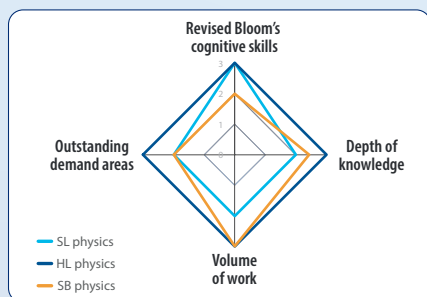 Revised Bloom's
cognitive skills
3
2
1
0
Outstanding
demand areas
Depth of
knowledge
SL physics
HL physics
SB physics
Volume
of work